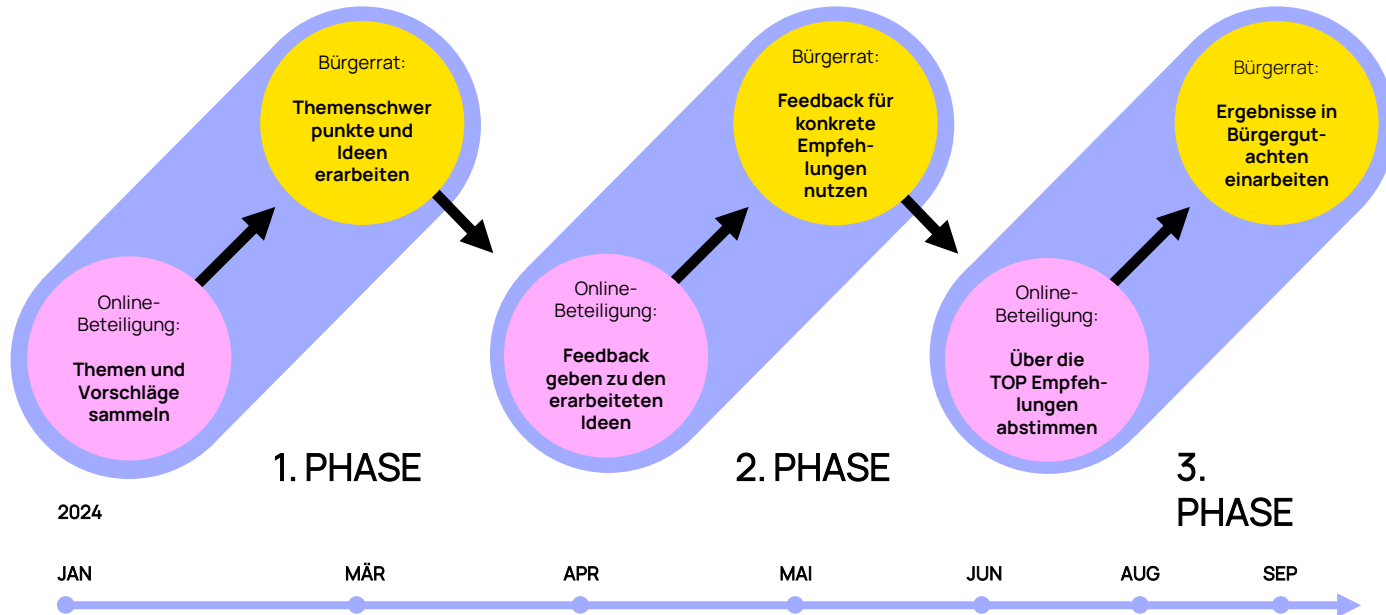 Bürgerrat:
Themenschwer
punkte und
Ideen
erarbeiten
Online-
Beteiligung:
Themen und
Vorschläge
sammeln
1. PHASE
Bürgerrat:
Feedback für
konkrete
Empfeh-
lungen
nutzen
Online-
Beteiligung:
Feedback
geben zu den
erarbeiteten
Ideen
2. PHASE
Bürgerrat:
Ergebnisse in
Bürgergut-
achten
einarbeiten
Online-
Beteiligung:
Über die
TOP Empfeh-
lungen
abstimmen
3.
PHASE
2024
JAN MÄR APR MAI JUN AUG SEP